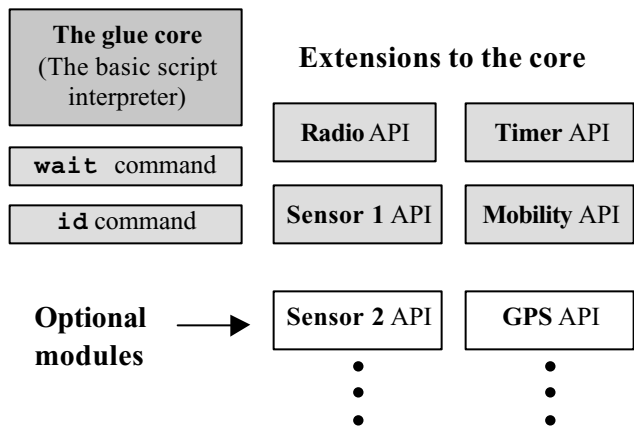 The glue core
(The basic script
interpreter)
wait command
id command
Extensions to the core
Radio API
Timer API
Sensor 1 API
Mobility API
Optional
modules
Sensor 2 API
GPS API